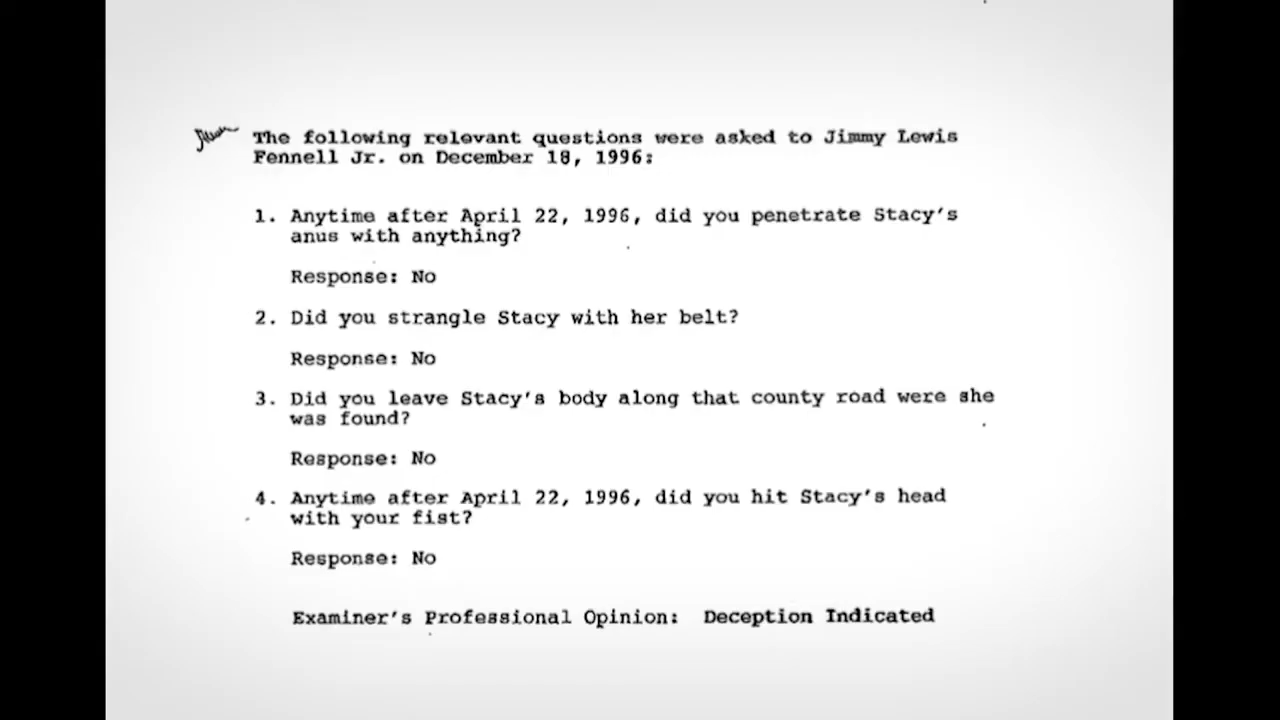 The following relevant questions were asked to Jimmy Lewis
Fennell Jr. on December 18, 1996:
1. Anytime after April 22, 1996, did you penetrate Stacy's
anus with anything?
Response: No
2. Did you strangle Stacy with her belt?
Response: No
3. Did you leave Stacy's body along that county road were she
was found?
Response: No
4. Anytime after April 22, 1996, did you hit Stacy's head
with your fist?
Response: No
Examiner's Professional Opinion: Deception Indicated